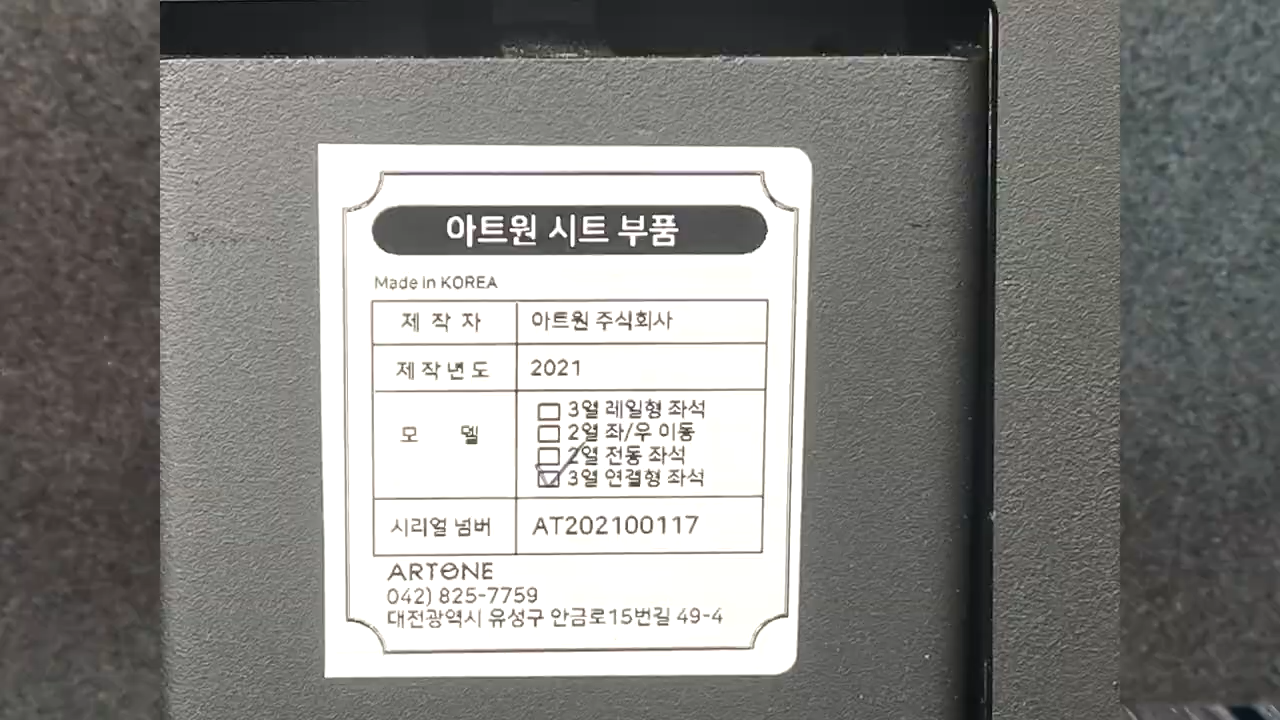 아트원 시트 부품
Made in KOREA
제 작 자 아트원 주식회사
제 작 년 도 2021
모 델
☐ 3열 레일형 좌석
☐ 2열 좌/우 이동
☐ 2열 전동 좌석
☑ 3열 연결형 좌석
시리얼 넘버 AT202100117
ARTONE
042) 825-7759
대전광역시 유성구 안금로15번길 49-4